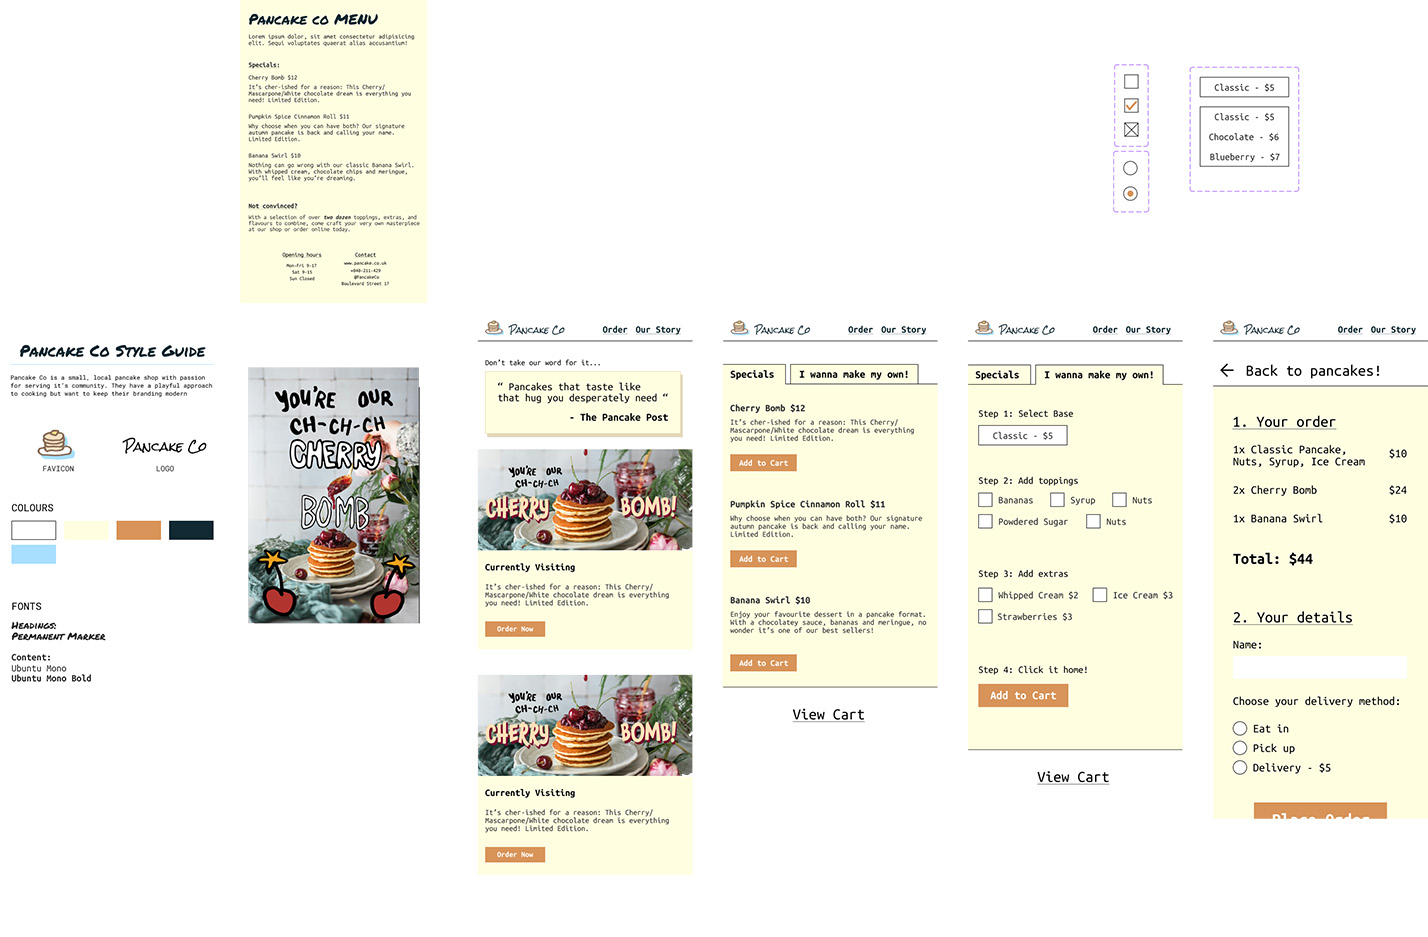 PANCAKE CO MENU
Lorem ipsum dolor, sit amet consectetur adipisicing
elit. Sequi voluptates quaerat alias accusantium!
Specials:
Cherry Bomb $12
It's cher-ished for a reason: This Cherry/
Mascarpone/White chocolate dream is everything you
need! Limited Edition.
Pumpkin Spice Cinnamon Roll $11
Why choose when you can have both? Our signature
autumn pancake is back and calling your name.
Limited Edition.
Banana Swirl $10
Nothing can go wrong with our classic Banana Swirl.
With whipped cream, chocolate chips and meringue,
you'll feel like you're dreaming.
Not convinced?
With a selection of over two dozen toppings, extras, and
flavours to combine, come craft your very own masterpiece
at our shop or order online today.
Opening hours
Mon-Fri 9-17
Sat 9-15
Sun Closed
Contact
www.pancake.co.uk
+040-211-429
@PancakeCo
Boulevard Street 17
Classic - $5
Classic - $5
Chocolate - $6
Blueberry - $7
PANCAKE CO STYLE GUIDE
Pancake Co is a small, local pancake shop with passion
for serving it's community. They have a playful approach
to cooking but want to keep their branding modern
FAVICON
PANCAKE CO
LOGO
COLOURS
FONTS
HEADINGS:
PERMANENT MARKER
Content:
Ubuntu Mono
Ubuntu Mono Bold
YOU'RE OUR
CH-CH-CH
CHERRY
BOMB
PANCAKE CO
Order Our Story
Don't take our word for it...
“ Pancakes that taste like
that hug you desperately need “
- The Pancake Post
YOU'RE OUR
CH-CH-CH
CHERRY BOMB!
Currently Visiting
It's cher-ished for a reason: This Cherry/
Mascarpone/White chocolate dream is everything
you need! Limited Edition.
Order Now
YOU'RE OUR
CH-CH-CH
CHERRY BOMB!
Currently Visiting
It's cher-ished for a reason: This Cherry/
Mascarpone/White chocolate dream is everything
you need! Limited Edition.
Order Now
PANCAKE CO
Order Our Story
Specials
I wanna make my own!
Cherry Bomb $12
It's cher-ished for a reason: This Cherry/
Mascarpone/White chocolate dream is everything
you need! Limited Edition.
Add to Cart
Pumpkin Spice Cinnamon Roll $11
Why choose when you can have both? Our signature
autumn pancake is back and calling your name.
Limited Edition.
Add to Cart
Banana Swirl $10
Enjoy your favourite dessert in a pancake format.
With a chocolatey sauce, bananas and meringue, no
wonder it's one of our best sellers!
Add to Cart
View Cart
PANCAKE CO
Order Our Story
Specials
I wanna make my own!
Step 1: Select Base
Classic - $5
Step 2: Add toppings
Bananas Syrup Nuts
Powdered Sugar Nuts
Step 3: Add extras
Whipped Cream $2 Ice Cream $3
Strawberries $3
Step 4: Click it home!
Add to Cart
View Cart
PANCAKE CO
Order Our Story
Back to pancakes!
1. Your order
1x Classic Pancake,
Nuts, Syrup, Ice Cream $10
2x Cherry Bomb $24
1x Banana Swirl $10
Total: $44
2. Your details
Name:
Choose your delivery method:
Eat in
Pick up
Delivery - $5
Place Order